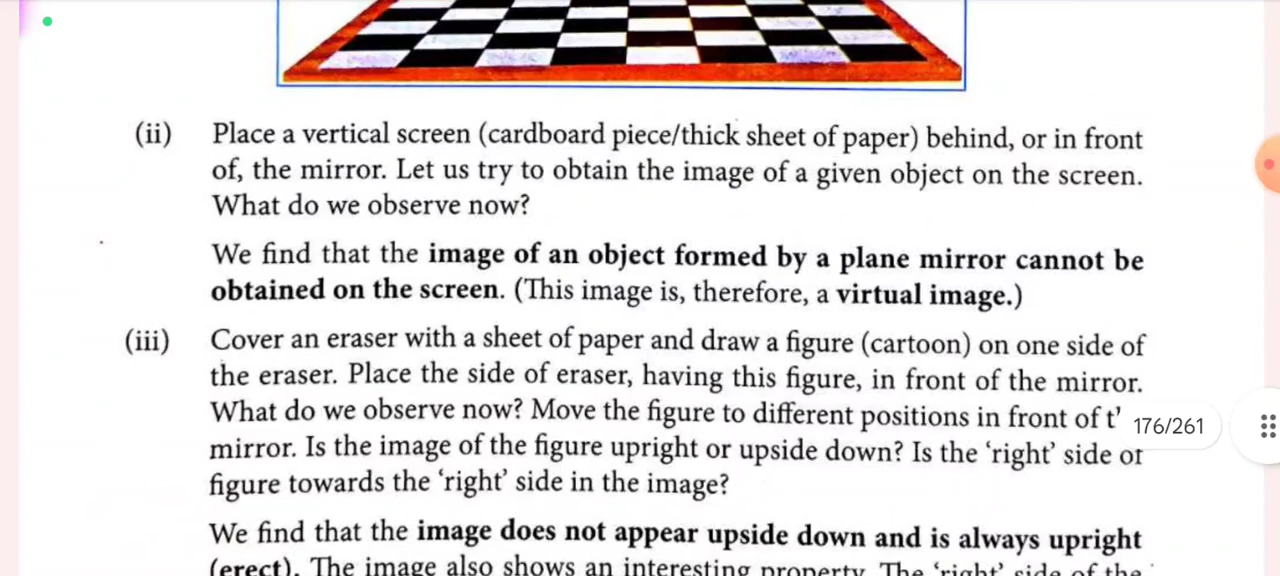 (ii) Place a vertical screen (cardboard piece/thick sheet of paper) behind, or in front
of, the mirror. Let us try to obtain the image of a given object on the screen.
What do we observe now?
We find that the image of an object formed by a plane mirror cannot be
obtained on the screen. (This image is, therefore, a virtual image.)
(iii) Cover an eraser with a sheet of paper and draw a figure (cartoon) on one side of
the eraser. Place the side of eraser, having this figure, in front of the mirror.
What do we observe now? Move the figure to different positions in front of
176/261
mirror. Is the image of the figure upright or upside down? Is the ‘right’ side of
figure towards the ‘right’ side in the image?
We find that the image does not appear upside down and is always upright
(erect). The image also shows an interesting property. The ‘right’ side of the